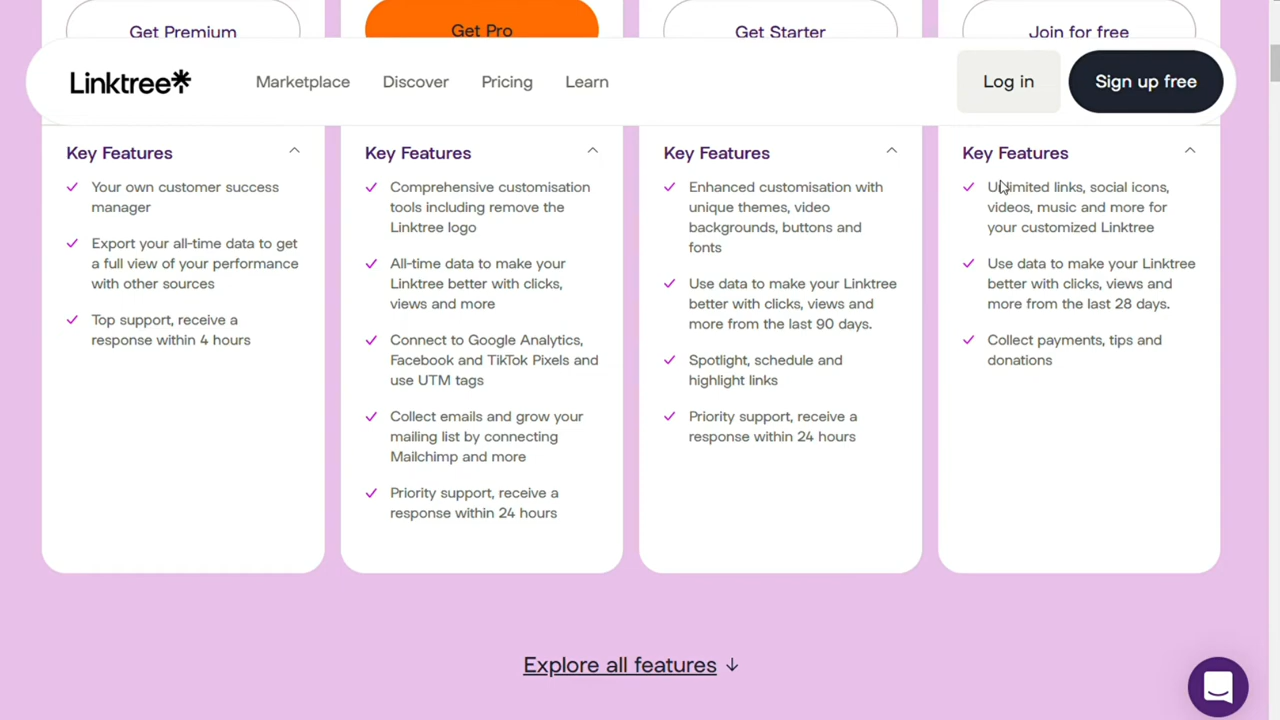 Get Premium
Get Pro
Get Starter
Join for free
Linktree
Marketplace
Discover
Pricing
Learn
Log in
Sign up free
Key Features
Your own customer success
manager
Export your all-time data to get
a full view of your performance
with other sources
Top support, receive a
response within 4 hours
Key Features
Comprehensive customisation
tools including remove the
Linktree logo
All-time data to make your
Linktree better with clicks,
views and more
Connect to Google Analytics,
Facebook and TikTok Pixels and
use UTM tags
Collect emails and grow your
mailing list by connecting
Mailchimp and more
Priority support, receive a
response within 24 hours
Key Features
Enhanced customisation with
unique themes, video
backgrounds, buttons and
fonts
Use data to make your Linktree
better with clicks, views and
more from the last 90 days.
Spotlight, schedule and
highlight links
Priority support, receive a
response within 24 hours
Key Features
Unlimited links, social icons,
videos, music and more for
your customized Linktree
Use data to make your Linktree
better with clicks, views and
more from the last 28 days.
Collect payments, tips and
donations
Explore all features